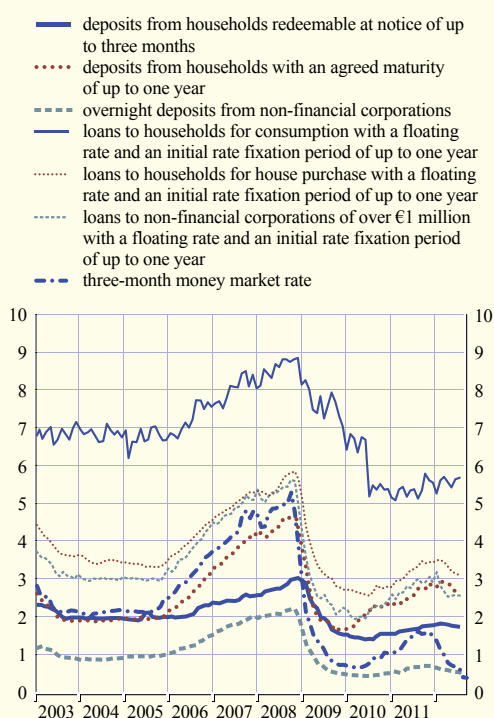 deposits from households redeemable at notice of up
to three months
deposits from households with an agreed maturity
of up to one year
overnight deposits from non-financial corporations
loans to households for consumption with a floating
rate and an initial rate fixation period of up to one year
loans to households for house purchase with a floating
rate and an initial rate fixation period of up to one year
loans to non-financial corporations of over €1 million
with a floating rate and an initial rate fixation period
of up to one year
three-month money market rate
10 10
9 9
8 8
7 7
6 6
5 5
4 4
3 3
2 2
1 1
0 0
2003 2004 2005 2006 2007 2008 2009 2010 2011